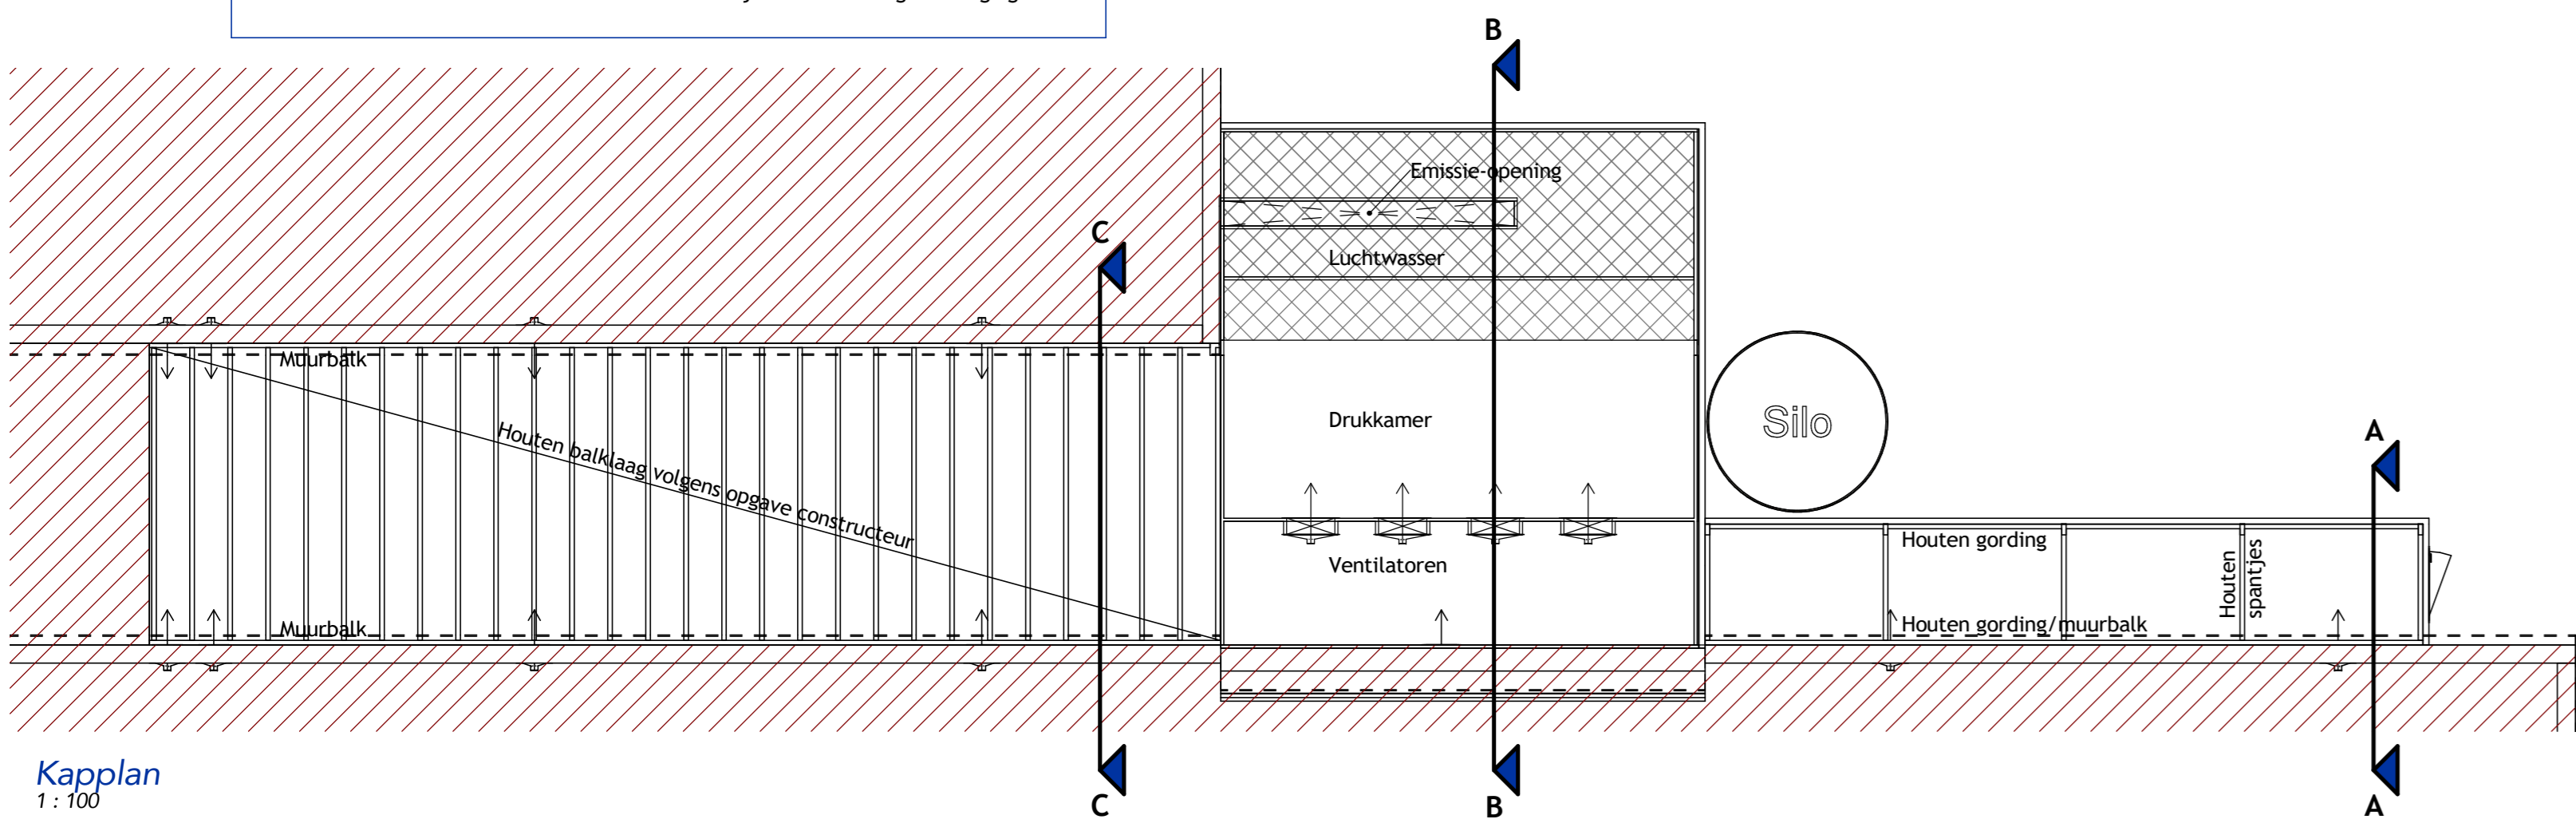 B
Emissie-opening
C
Luchtwasser
Muurbalk
Drukkamer
Silo
A
Houten balklaag volgens opgave constructeur
Houten gording
Ventilatoren
Houten
spantjes
Muurbalk
Houten gording/muurbalk
Kapplan
1 : 100
C
B
A